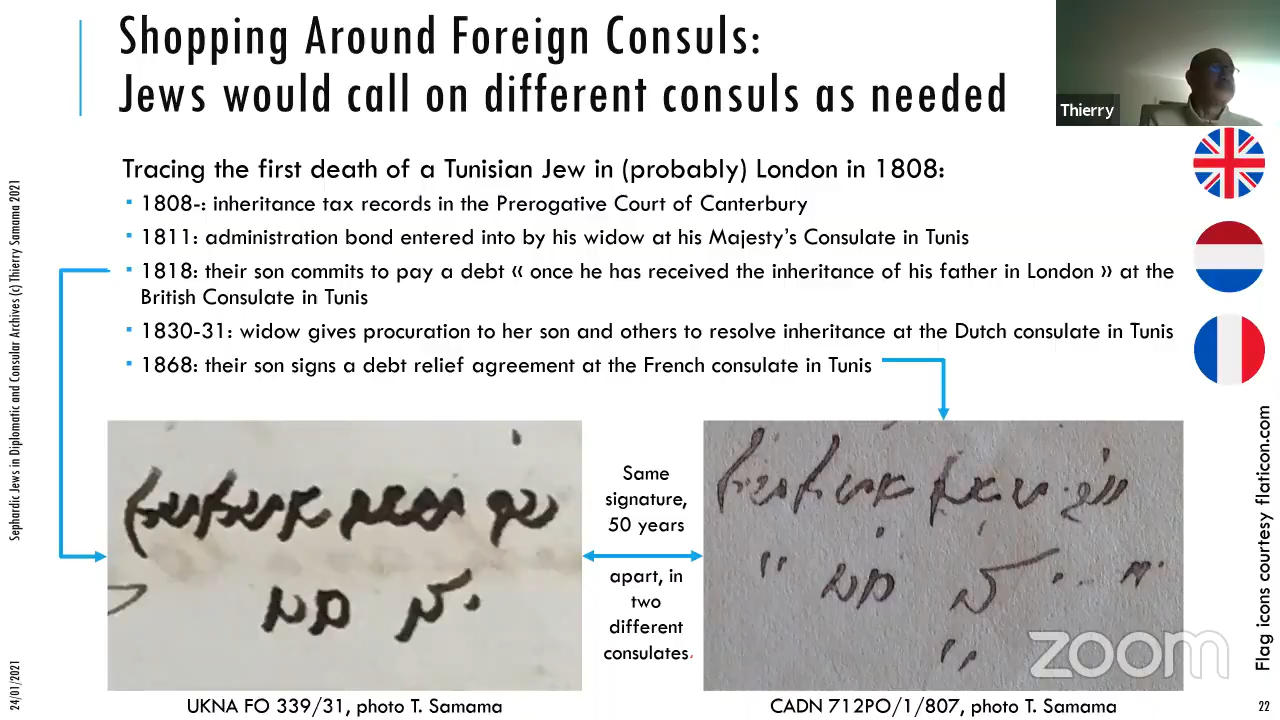 Shopping Around Foreign Consuls:
Jews would call on different consuls as needed
Thierry
Tracing the first death of a Tunisian Jew in (probably) London in 1808:
▪ 1808-: inheritance tax records in the Prerogative Court of Canterbury
▪ 1811: administration bond entered into by his widow at his Majesty's Consulate in Tunis
▪ 1818: their son commits to pay a debt « once he has received the inheritance of his father in London » at the
British Consulate in Tunis
▪ 1830-31: widow gives procuration to her son and others to resolve inheritance at the Dutch consulate in Tunis
▪ 1868: their son signs a debt relief agreement at the French consulate in Tunis
Same
signature,
50 years
apart, in
two
different
consulates.
zoom
UKNA FO 339/31, photo T. Samama
CADN 712PO/1/807, photo T. Samama
Sephardic Jews in Diplomatic and Consular Archives (c) Thierry Samama 2021
24/01/2021
Flag icons courtesy flaticon.com
22